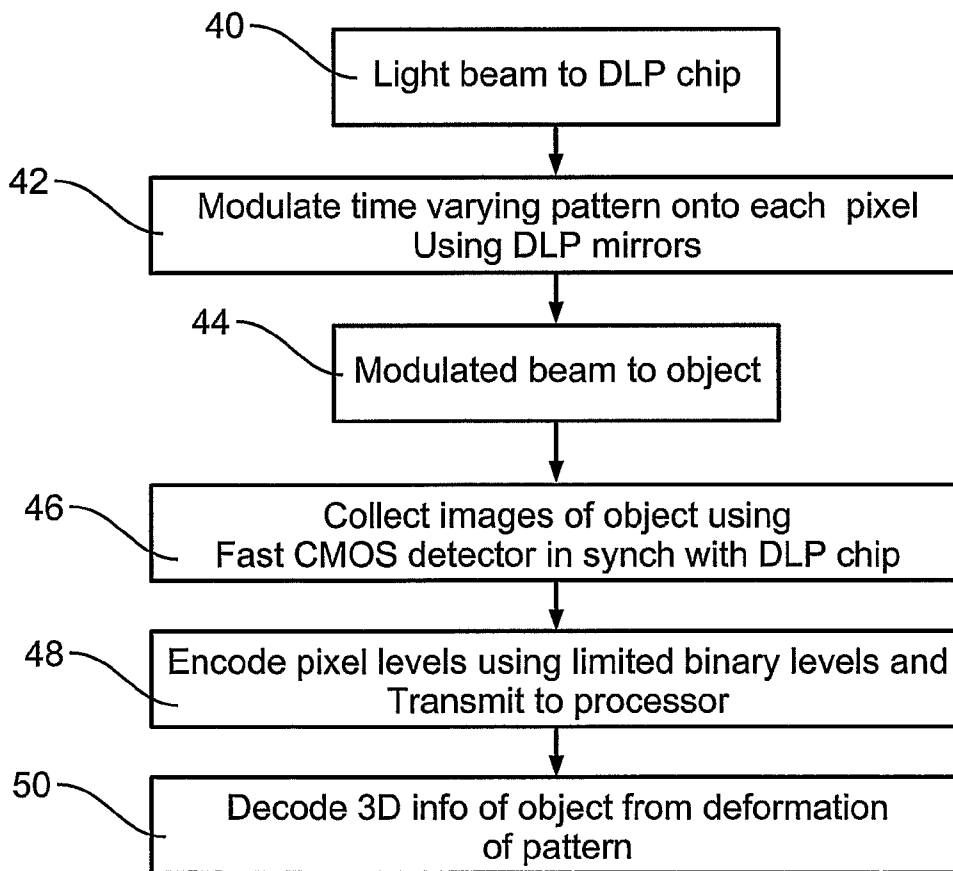 40
Light beam to DLP chip
42
Modulate time varying pattern onto each pixel
Using DLP mirrors
44
Modulated beam to object
46
Collect images of object using
Fast CMOS detector in synch with DLP chip
48
Encode pixel levels using limited binary levels and
Transmit to processor
50
Decode 3D info of object from deformation
of pattern